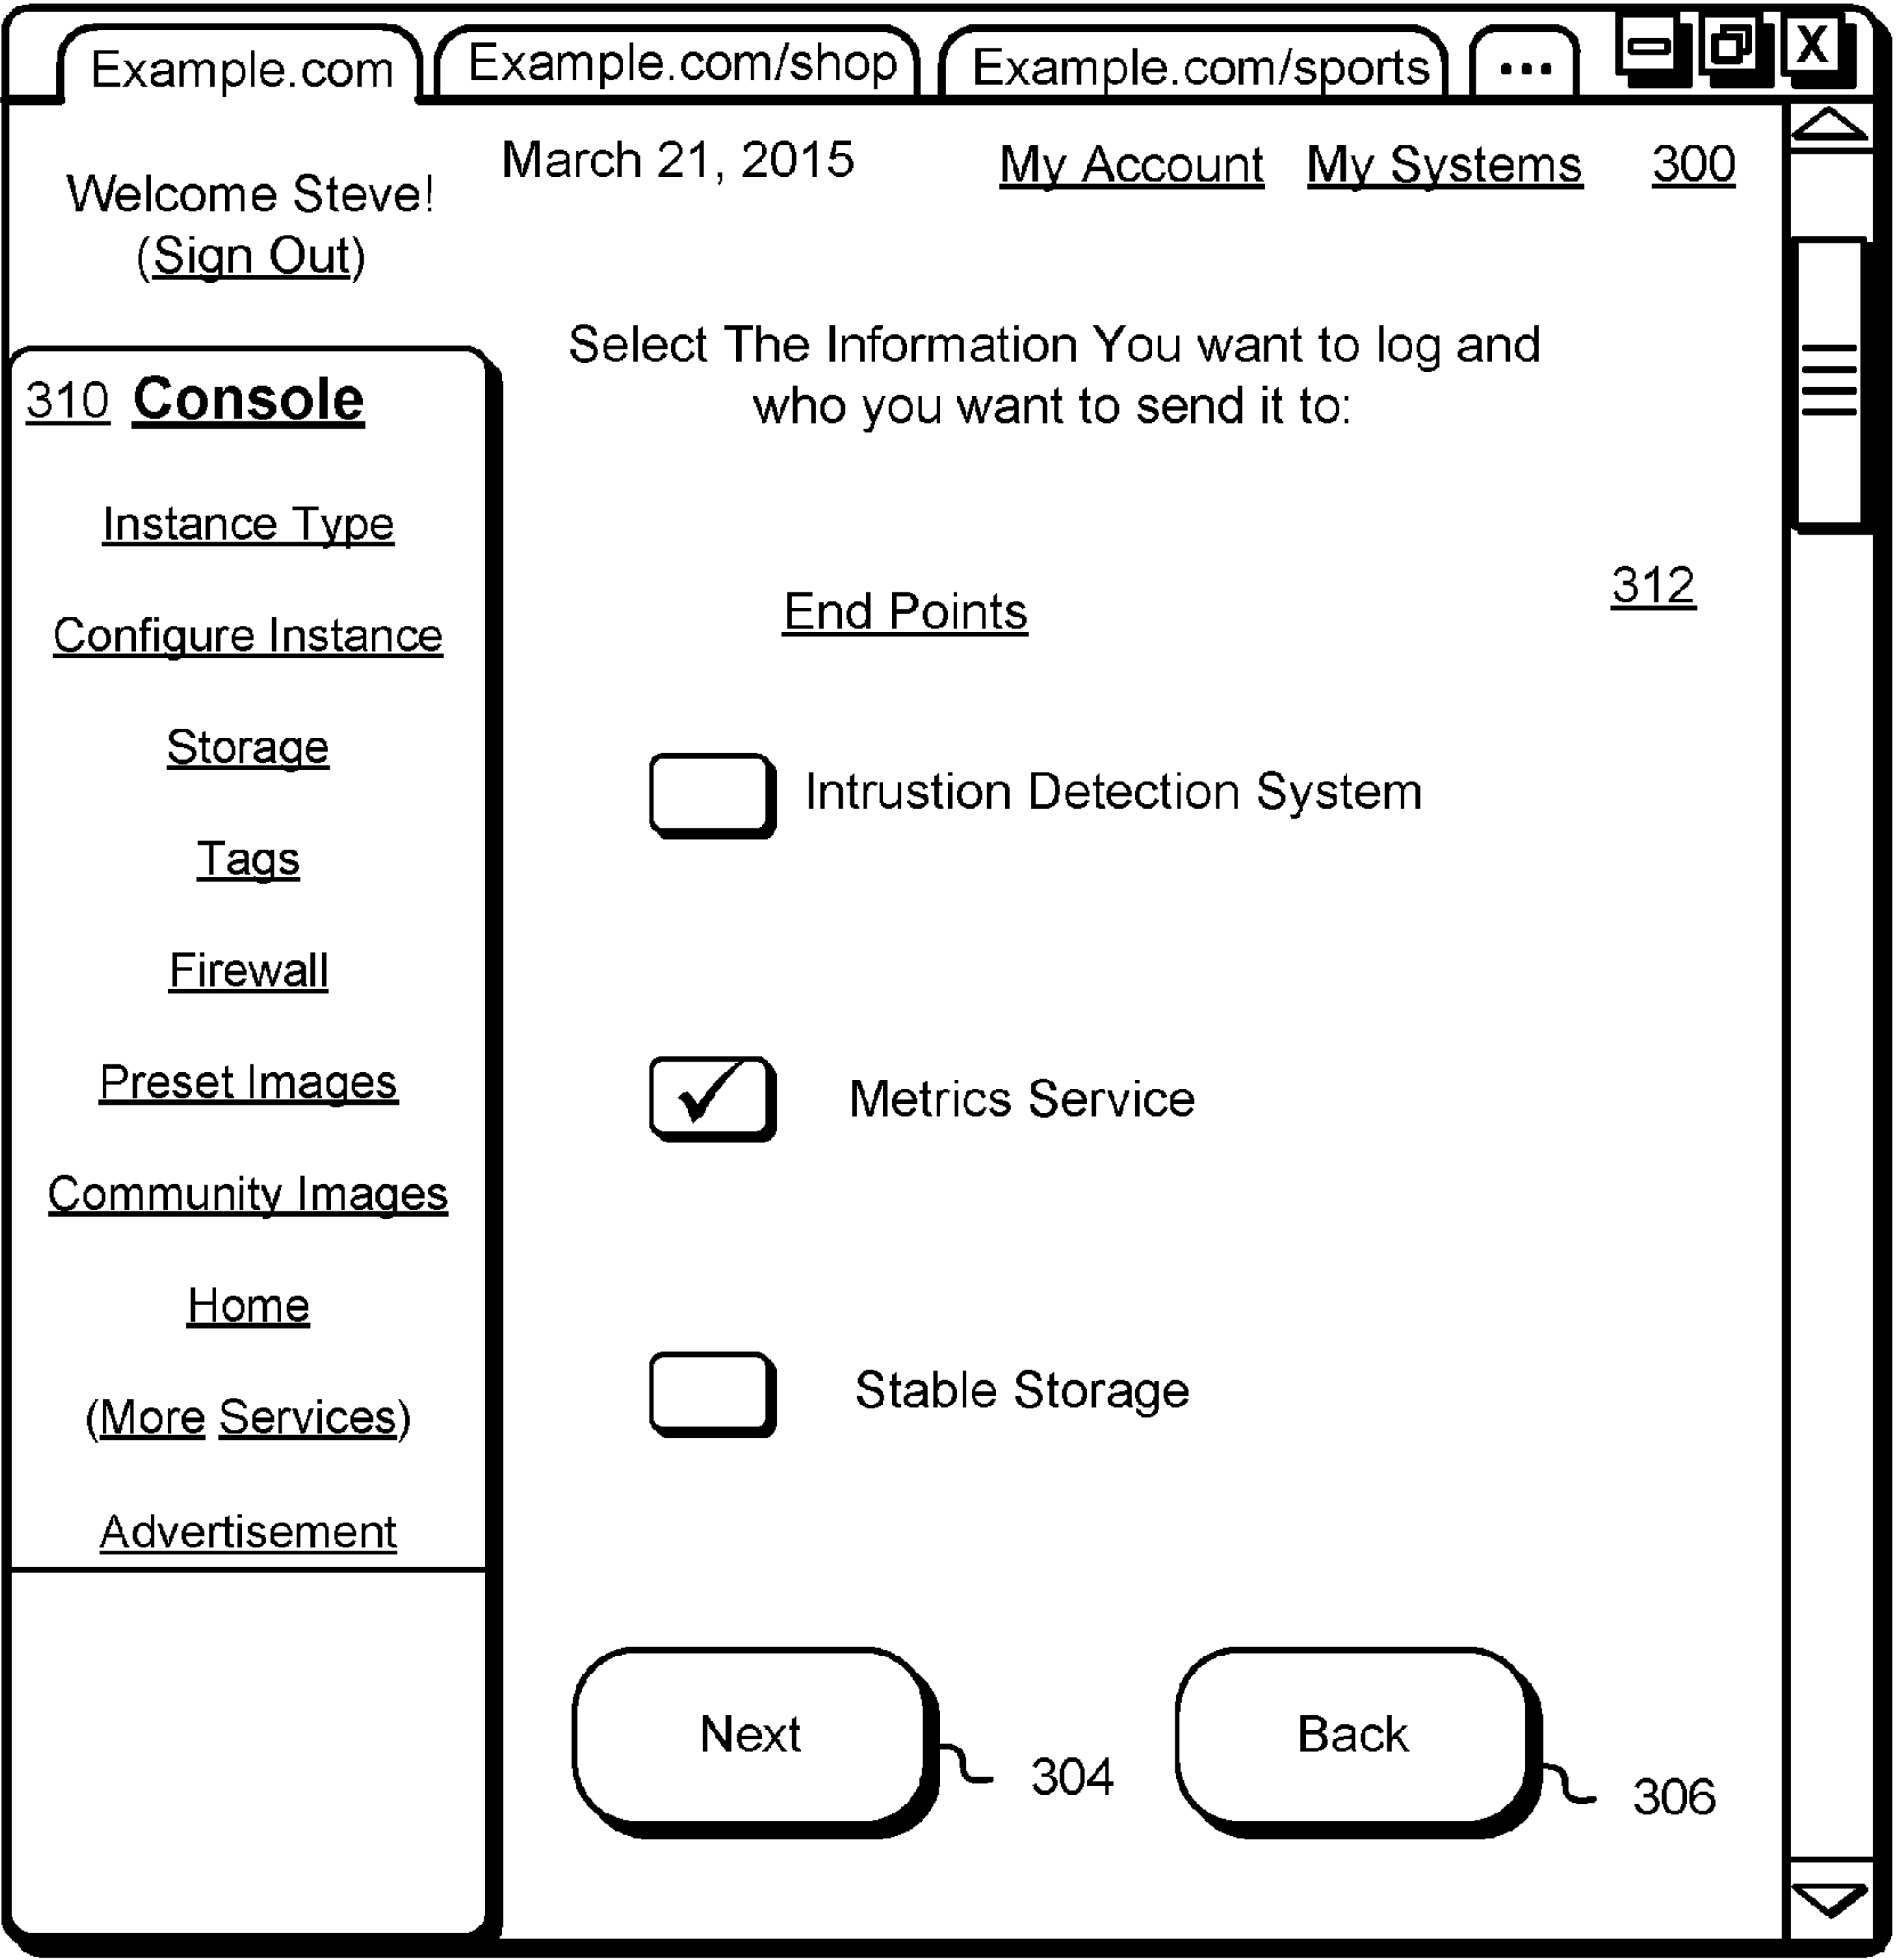 Example.com
Example.com/shop
Example.com/sports
...
X
March 21, 2015
My Account
My Systems
300
Welcome Steve!
(Sign Out)
Select The Information You want to log and
who you want to send it to:
310 Console
Instance Type
Configure Instance
Storage
Tags
Firewall
Preset Images
Community Images
Home
(More Services)
Advertisement
End Points
312
Intrustion Detection System
Metrics Service
Stable Storage
Next
304
Back
306